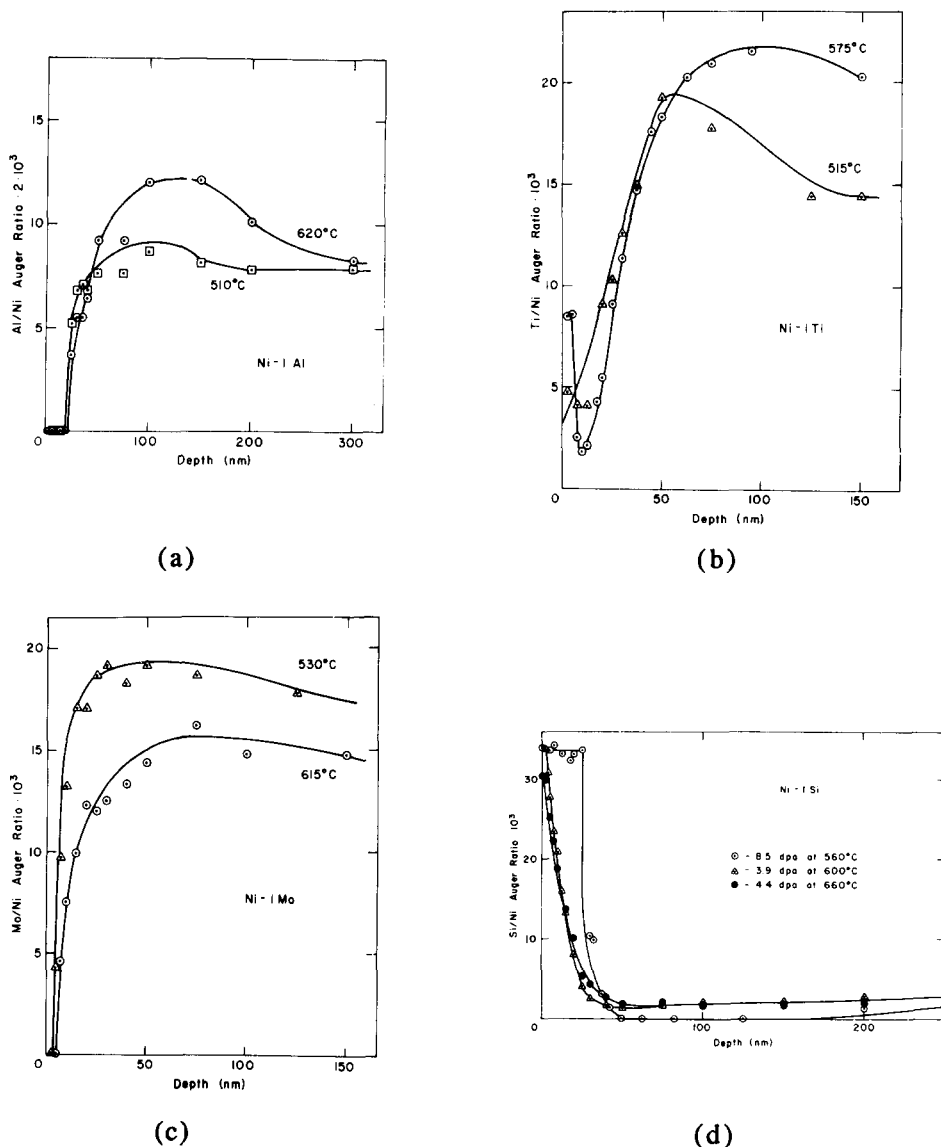 15
10
5
0
Al/Ni Auger Ratio · 2·10³
620°C
510°C
Ni - 1 Al
0 100 200 300
Depth (nm)
(a)
20
15
10
5
0
Ti/Ni Auger Ratio · 10³
575°C
515°C
Ni - 1 Ti
0 50 100 150
Depth (nm)
(b)
20
15
10
5
0
Mo/Ni Auger Ratio · 10³
530°C
615°C
Ni - 1 Mo
0 50 100 150
Depth (nm)
(c)
30
20
10
Si/Ni Auger Ratio 10³
Ni - 1 Si
- 8.5 dpa at 560°C
- 3.9 dpa at 600°C
- 4.4 dpa at 660°C
0 100 200
Depth (nm)
(d)